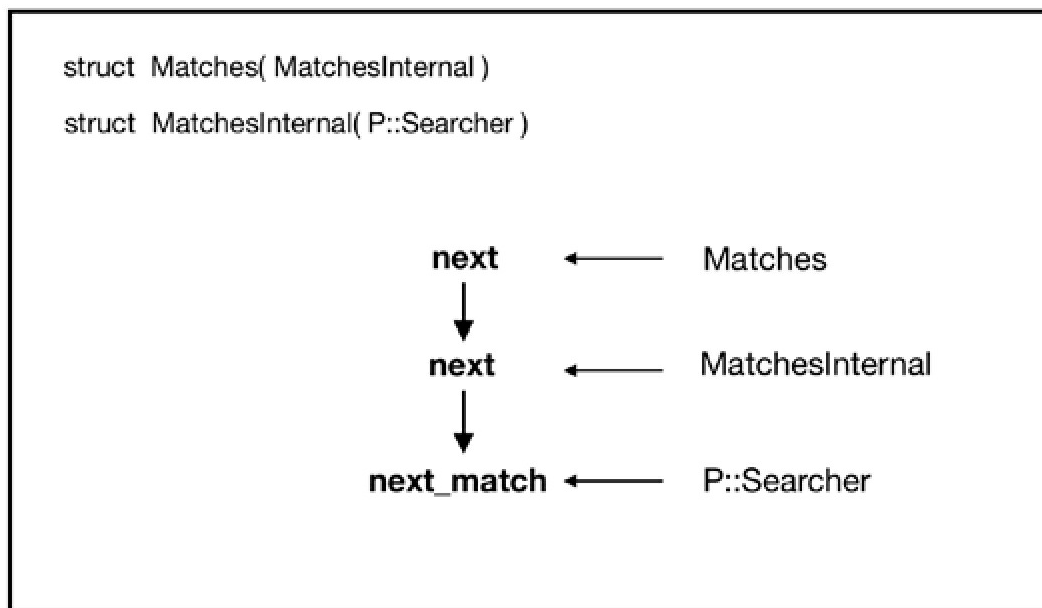 struct Matches( MatchesInternal )
struct MatchesInternal( P::Searcher )
next Matches
next MatchesInternal
next_match P::Searcher